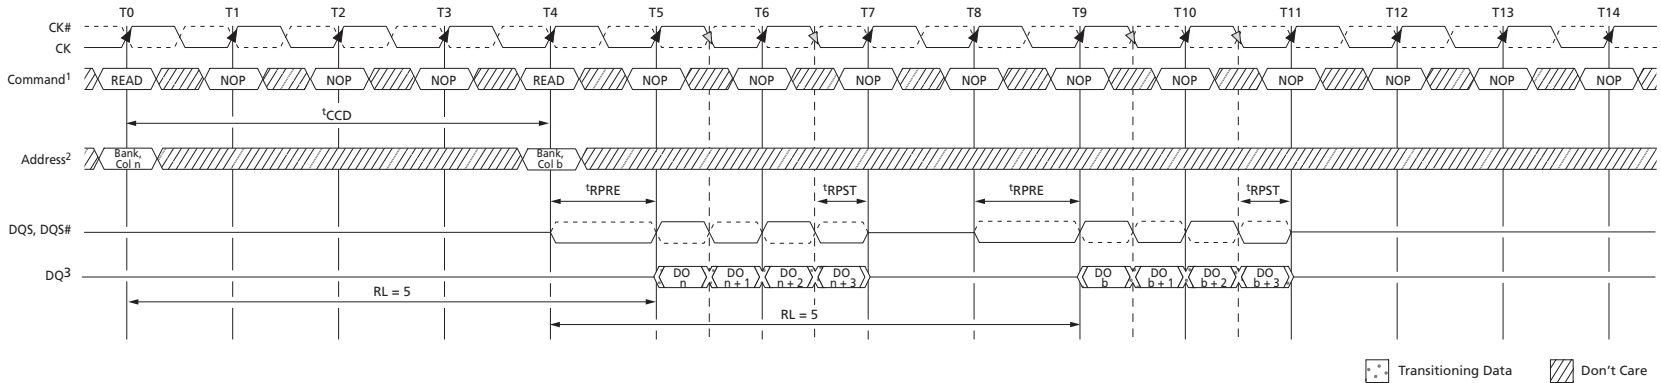 T0 T1 T2 T3 T4 T5 T6 T7 T8 T9 T10 T11 T12 T13 T14
CK#
CK
Command1 READ NOP NOP NOP READ NOP NOP NOP NOP NOP NOP NOP NOP NOP NOP
tCCD
Address2 Bank, Col n Bank, Col b
tRPRE tRPST tRPRE tRPST
DQS, DQS#
DQ3 DO n DO n + 1 DO n + 2 DO n + 3 DO b DO b + 1 DO b + 2 DO b + 3
RL = 5
RL = 5
Transitioning Data Don't Care